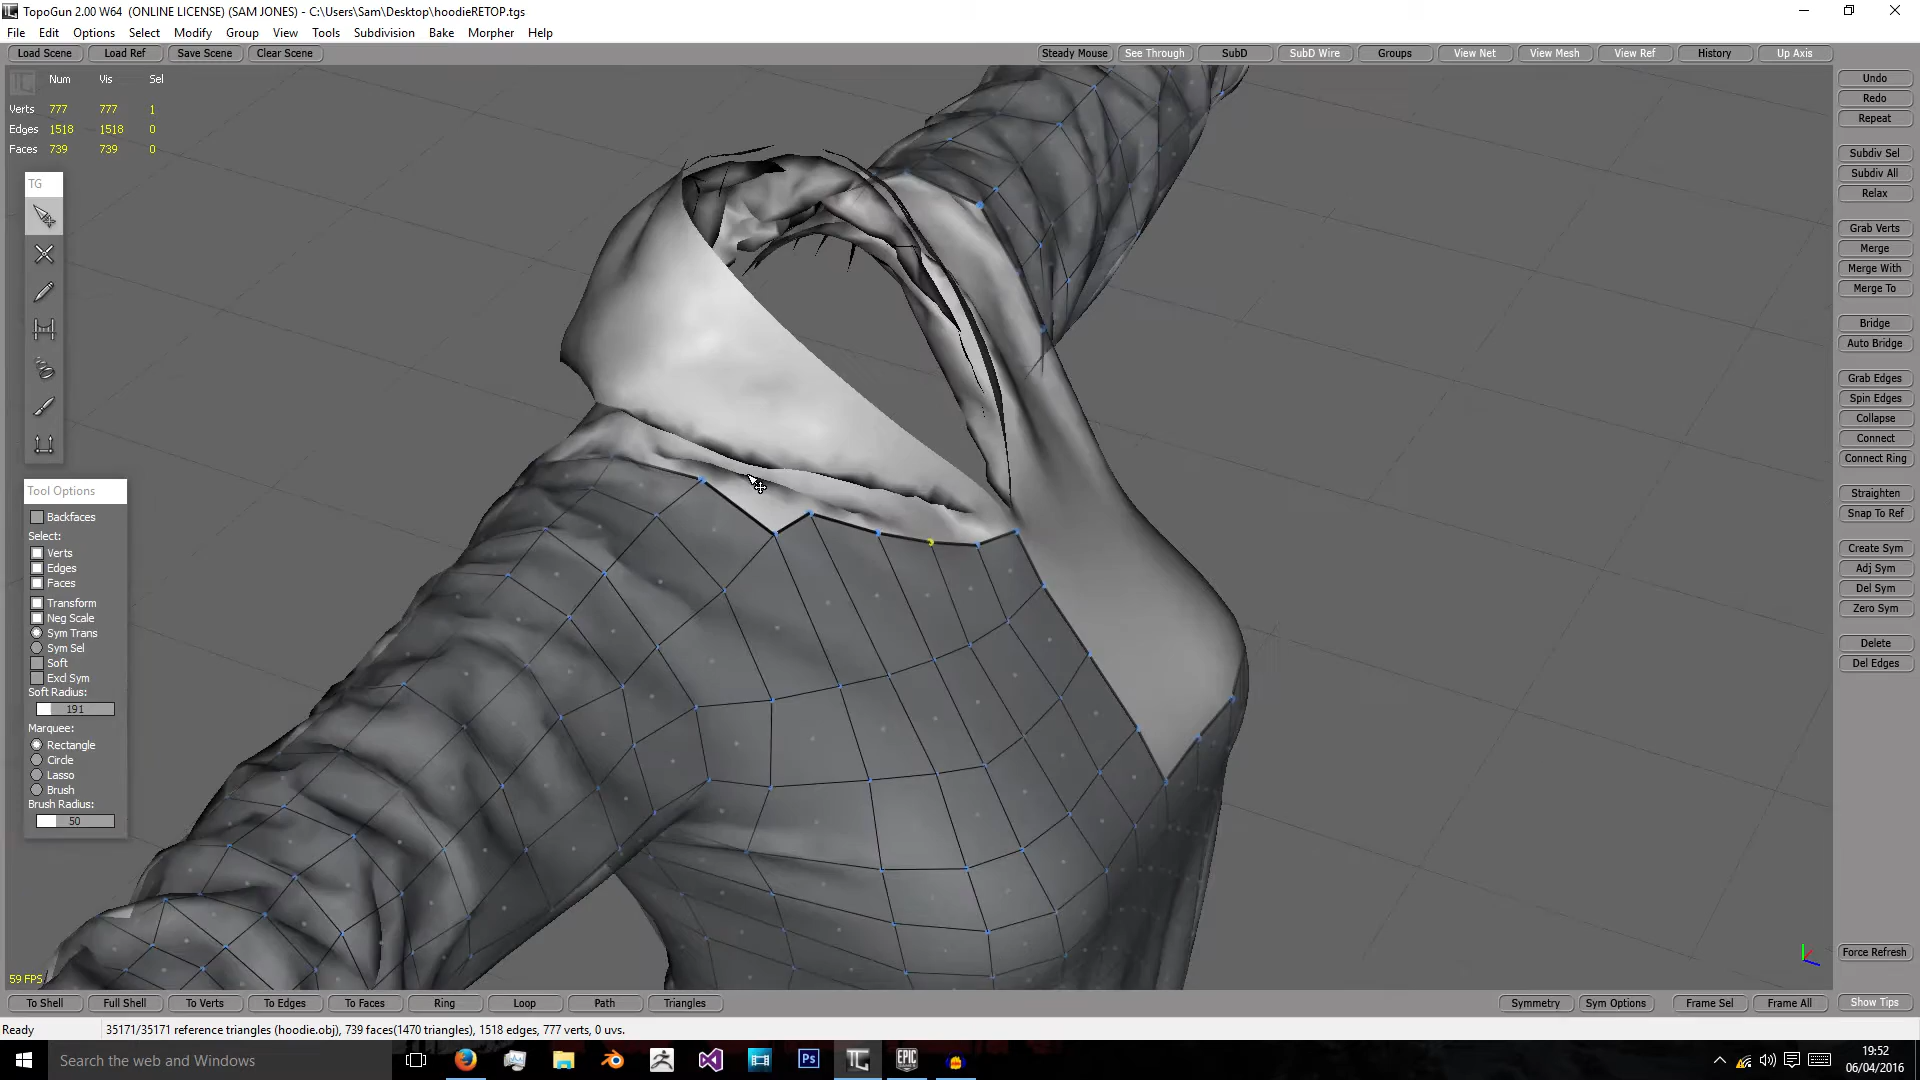 TopoGun 2.00 W64 (ONLINE LICENSE) (SAM JONES) - C:\Users\Sam\Desktop\hoodieRETOP.tgs
File Edit Options Select Modify Group View Tools Subdivision Bake Morpher Help
Load Scene Load Ref Save Scene Clear Scene Steady Mouse See Through SubD SubD Wire Groups View Net View Mesh View Ref History Up Axis
Num Vis Sel
Verts 777 777 1
Edges 1518 1518 0
Faces 739 739 0
TG
Tool Options
Backfaces
Select:
Verts
Edges
Faces
Transform
Neg Scale
Sym Trans
Sym Sel
Soft
Excl Sym
Soft Radius:
191
Marquee:
Rectangle
Circle
Lasso
Brush
Brush Radius:
50
59 FPS
Undo
Redo
Repeat
Subdiv Sel
Subdiv All
Relax
Grab Verts
Merge
Merge With
Merge To
Bridge
Auto Bridge
Grab Edges
Spin Edges
Collapse
Connect
Connect Ring
Straighten
Snap To Ref
Create Sym
Adj Sym
Del Sym
Zero Sym
Delete
Del Edges
Force Refresh
To Shell Full Shell To Verts To Edges To Faces Ring Loop Path Triangles Symmetry Sym Options Frame Sel Frame All Show Tips
Ready 35171/35171 reference triangles (hoodie.obj), 739 faces(1470 triangles), 1518 edges, 777 verts, 0 uvs.
Search the web and Windows
Ps
EPIC
19:52
06/04/2016